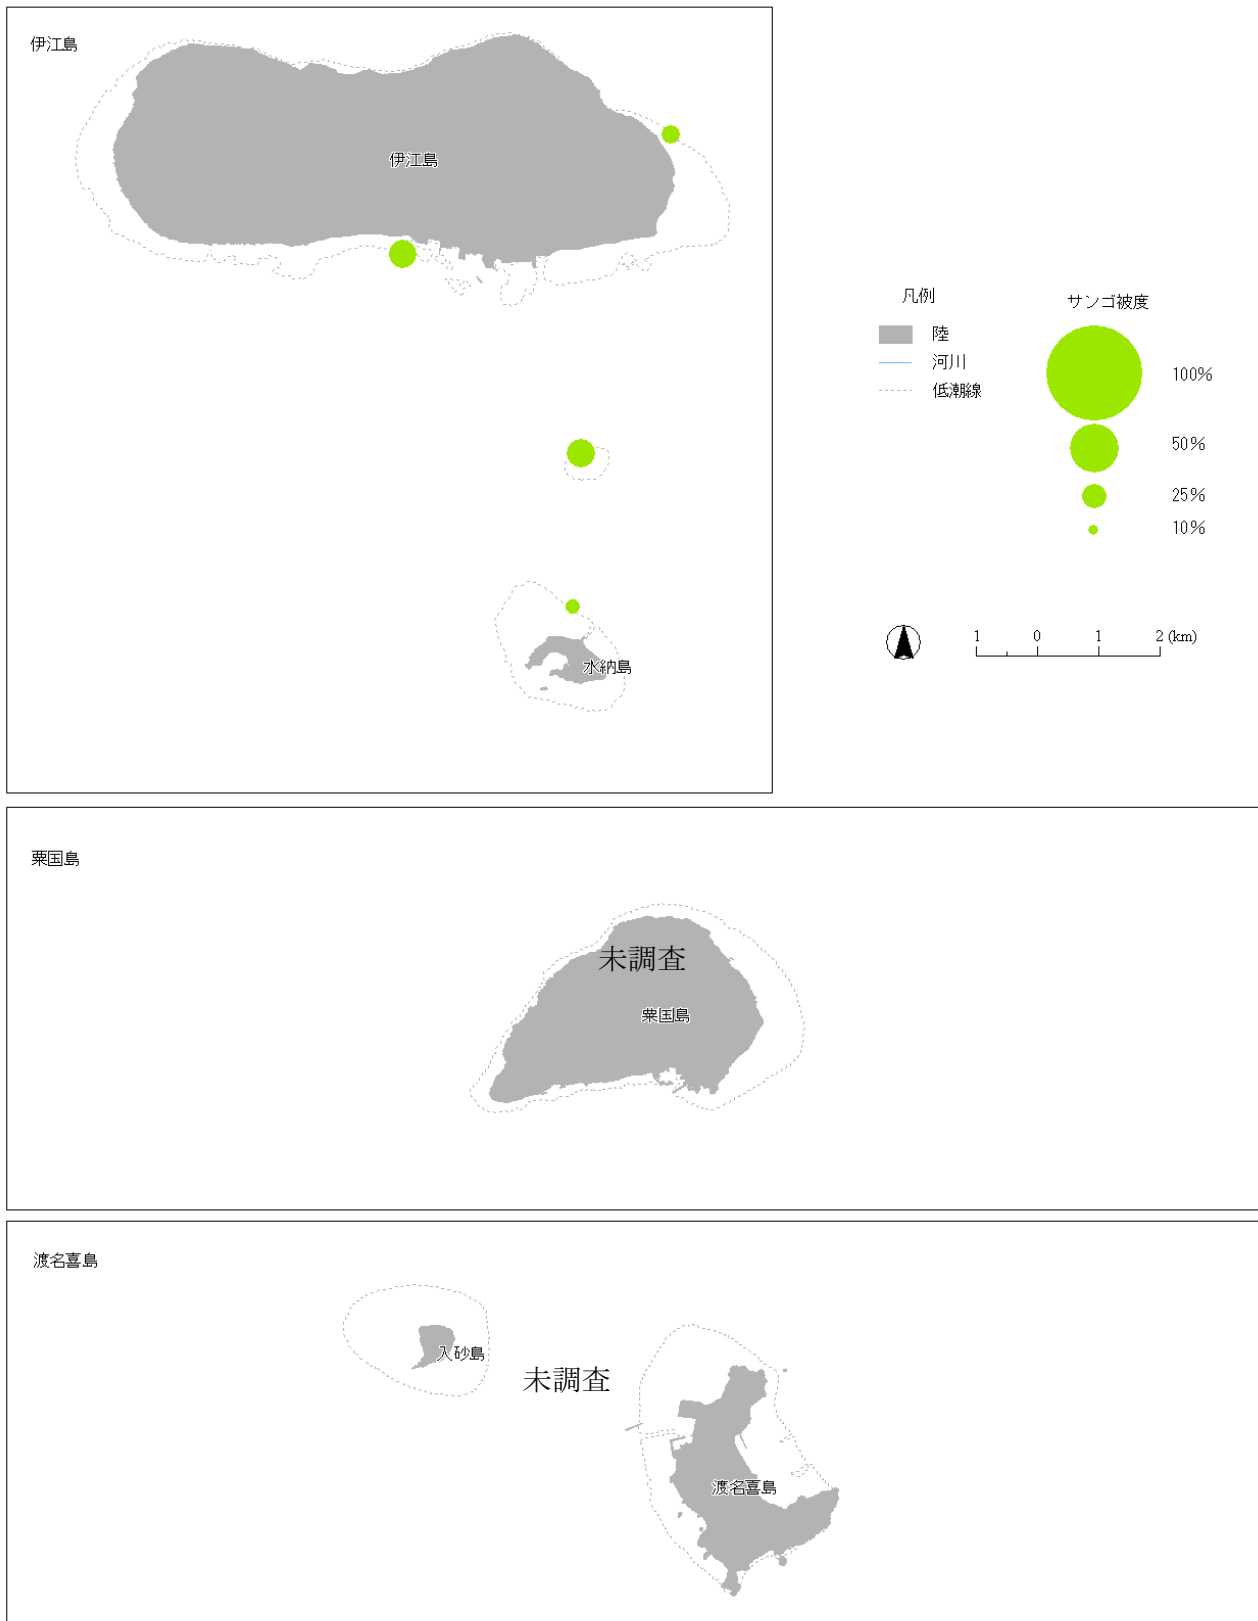 伊江島
伊江島
水納島
凡例
陸
河川
低潮線
サンゴ被度
100%
50%
25%
10%
1 0 1 2 (km)
粟国島
未調査
粟国島
渡名喜島
入砂島
未調査
渡名喜島